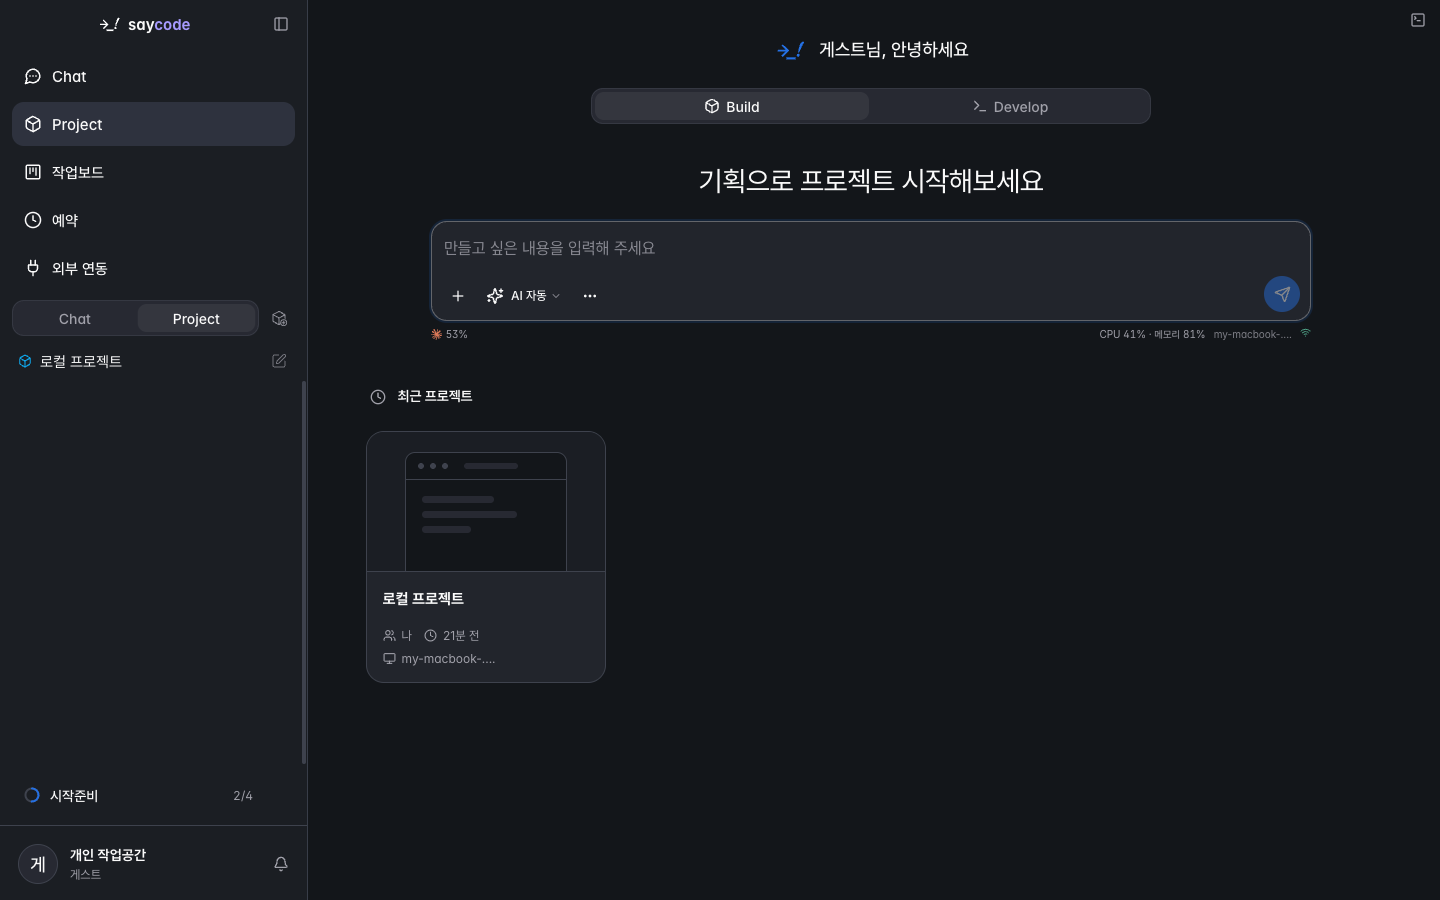 saycode
Chat
Project
작업보드
예약
외부 연동
Chat
Project
로컬 프로젝트
시작준비
2/4
게
개인 작업공간
게스트
게스트님, 안녕하세요
Build
Develop
기획으로 프로젝트 시작해보세요
만들고 싶은 내용을 입력해 주세요
AI 자동
53%
CPU 41% · 메모리 81% my-macbook-....
최근 프로젝트
로컬 프로젝트
나 21분 전
my-macbook-....